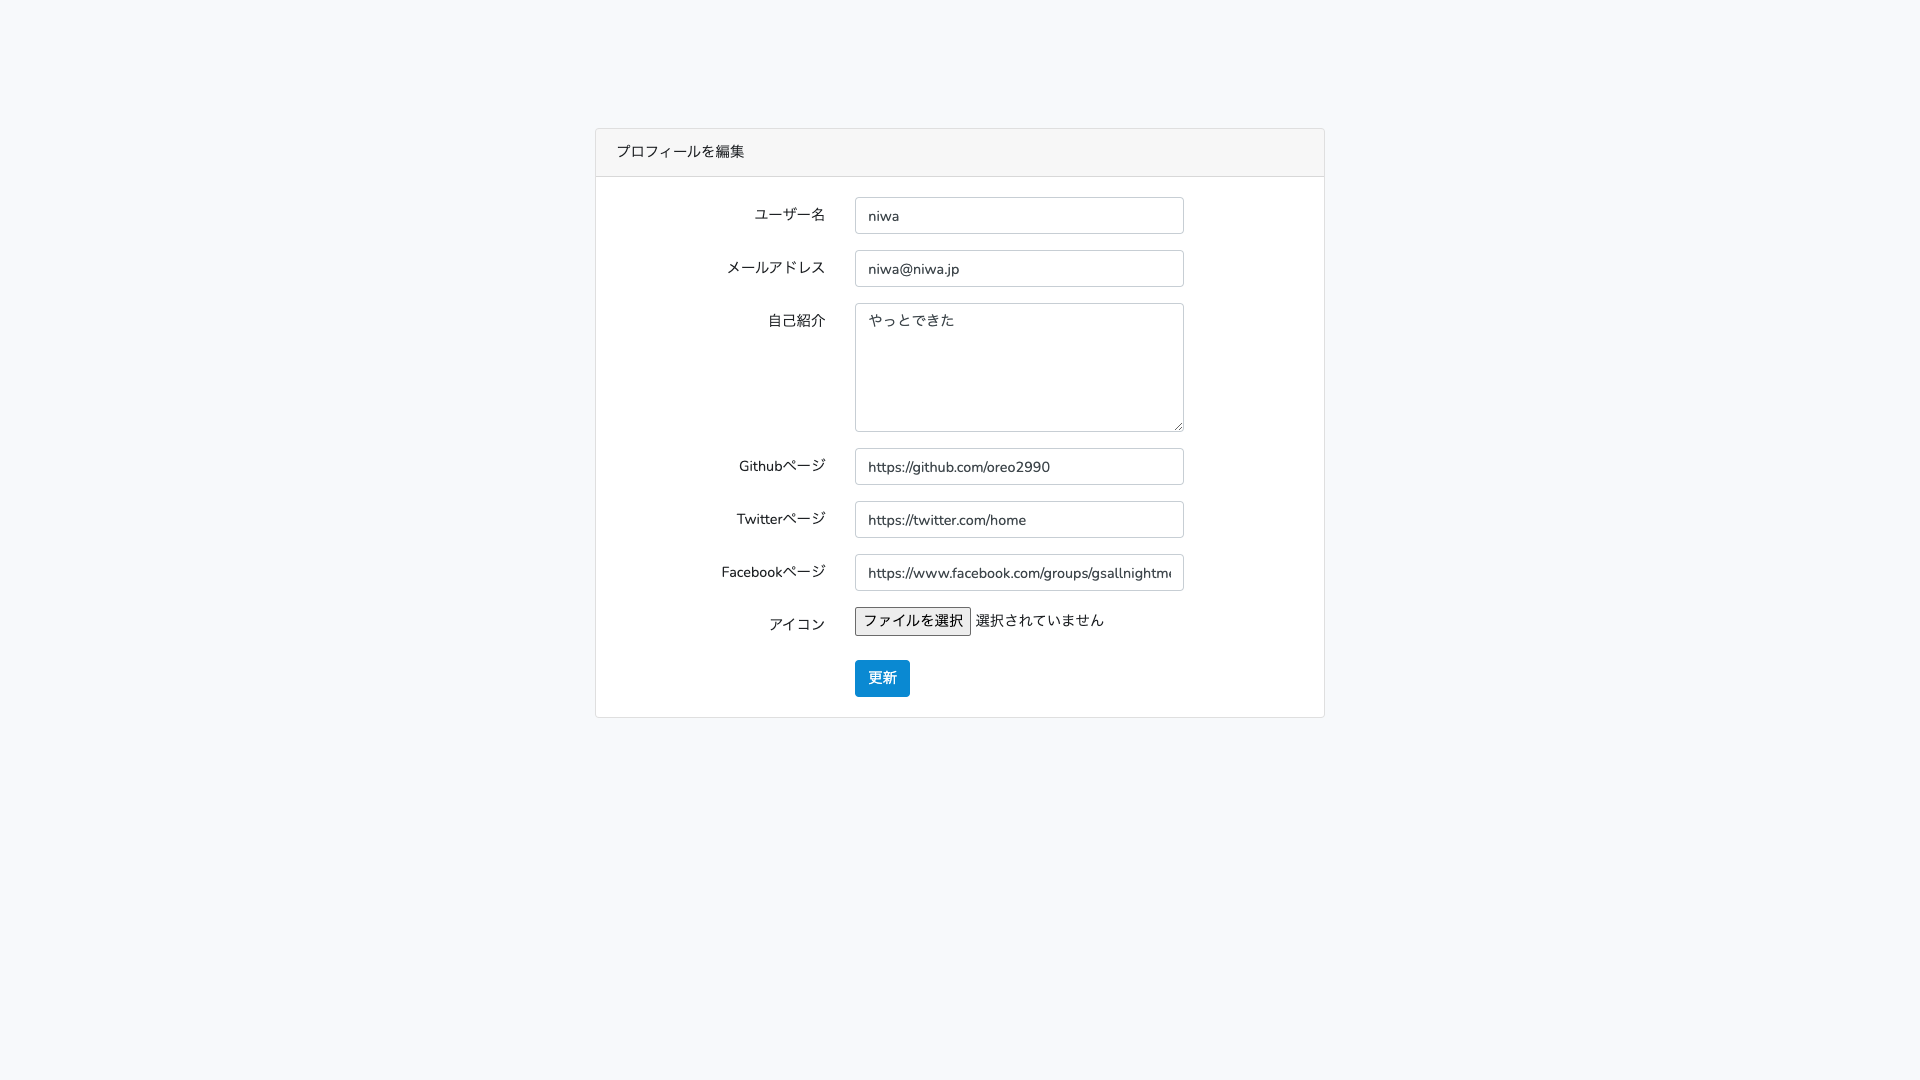 プロフィールを編集
ユーザー名 niwa
メールアドレス niwa@niwa.jp
自己紹介 やっとできた
Githubページ https://github.com/oreo2990
Twitterページ https://twitter.com/home
Facebookページ https://www.facebook.com/groups/gsallnightm
アイコン ファイルを選択 選択されていません
更新